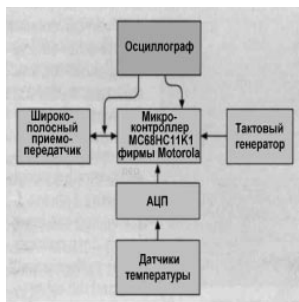 Осциллограф
Широко-
полосный
приемо-
передатчик
Микро-
контроллер
MC68HC11K1
фирмы Motorola
Тактовый
генератор
АЦП
Датчики
температуры